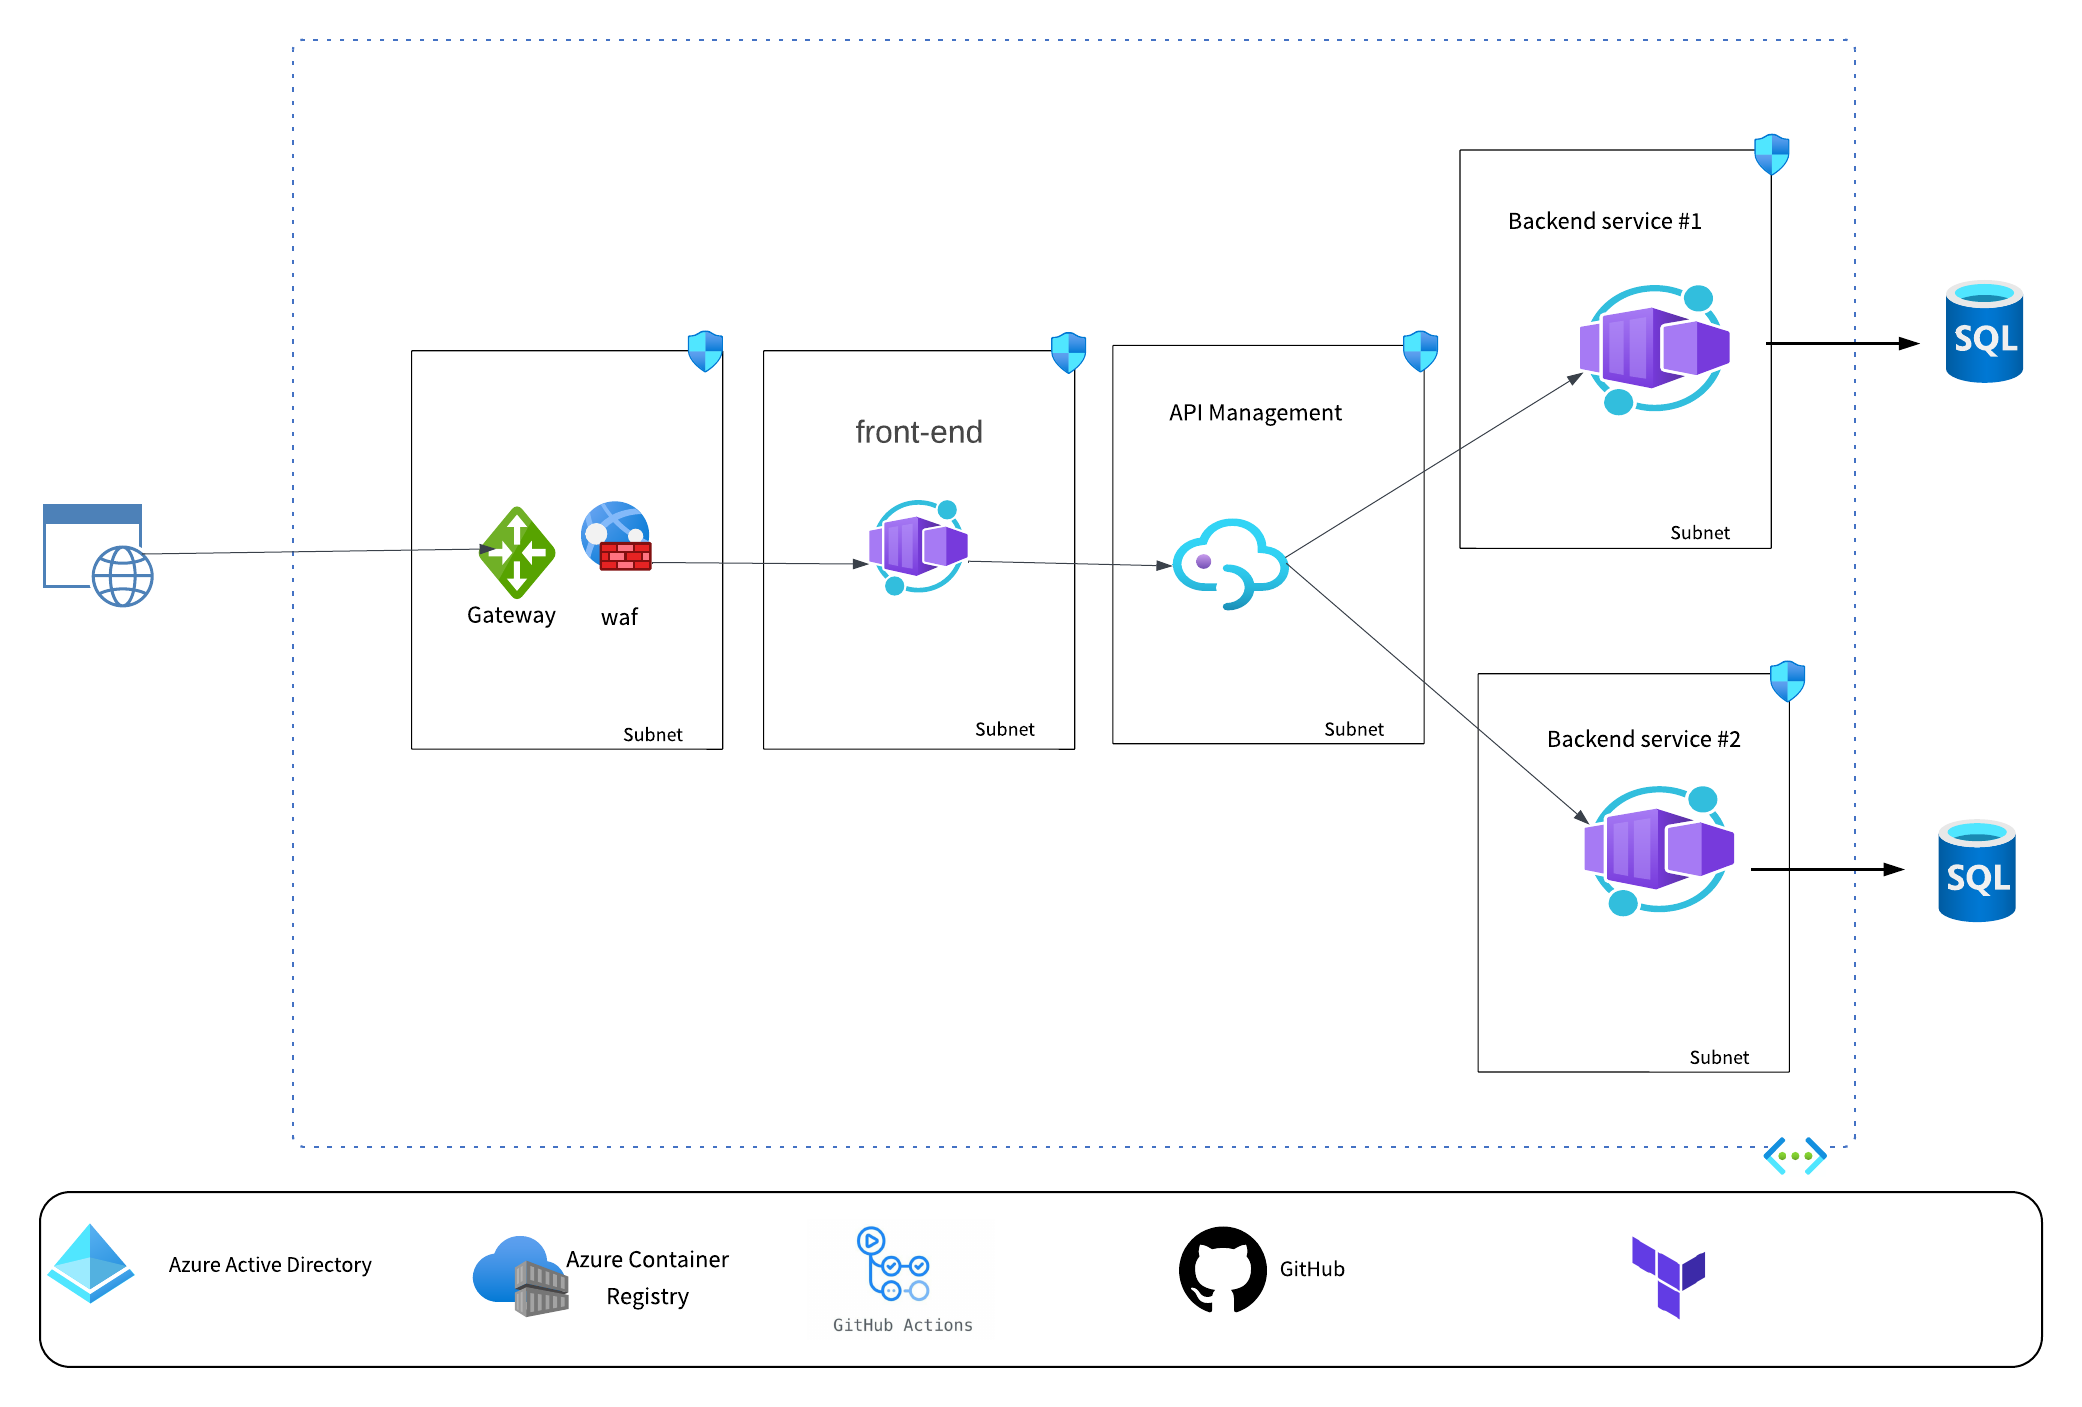 Backend service #1
SQL
front-end
API Management
Subnet
Gateway
waf
Subnet
Subnet
Subnet
Backend service #2
SQL
Subnet
Azure Active Directory
Azure Container
Registry
GitHub Actions
GitHub